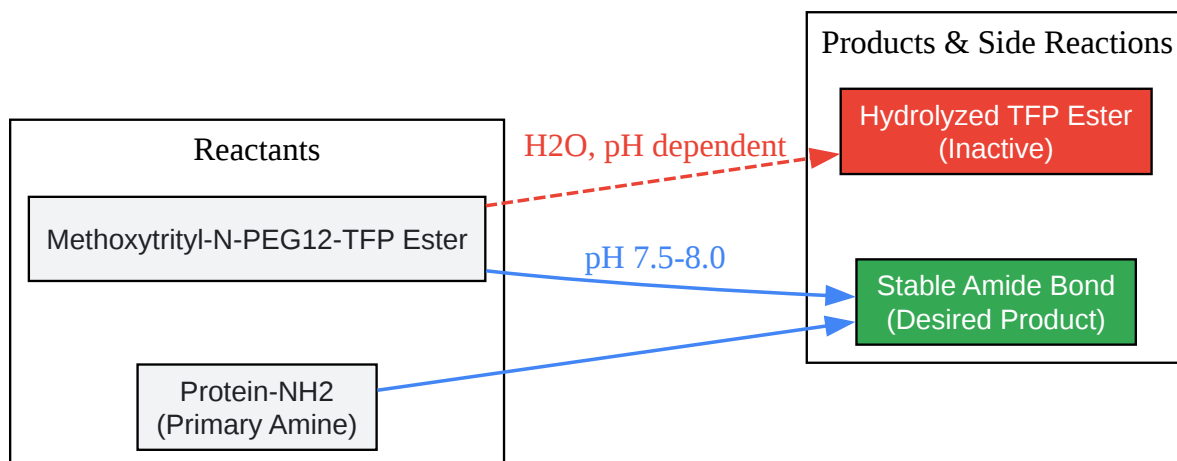 Reactants
Methoxytrityl-N-PEG12-TFP Ester
Protein-NH2
(Primary Amine)
H2O, pH dependent
pH 7.5-8.0
Products & Side Reactions
Hydrolyzed TFP Ester
(Inactive)
Stable Amide Bond
(Desired Product)